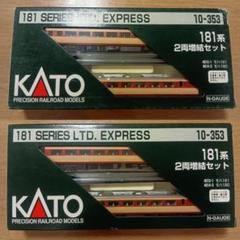 181 SERIES LTD. EXPRESS 10-353
181系
2両増結セット
KATO
PRECISION RAILROAD MODELS
N-GAUGE
181 SERIES LTD. EXPRESS 10-353
181系
2両増結セット
KATO
PRECISION RAILROAD MODELS
N-GAUGE